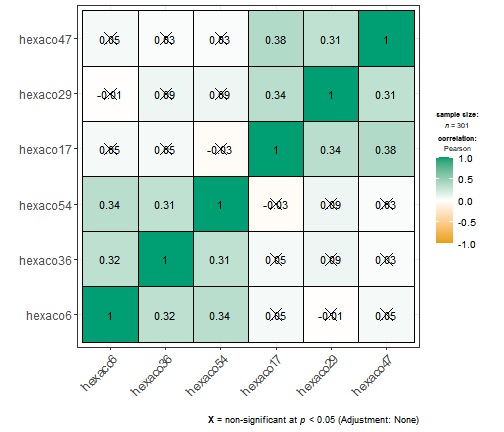 hexaco47 0.05 0.03 0.03 0.38 0.31 1
hexaco29 -0.01 0.09 0.09 0.34 1 0.31
hexaco17 0.05 0.05 -0.03 1 0.34 0.38
hexaco54 0.34 0.31 1 -0.03 0.09 0.03
hexaco36 0.32 1 0.31 0.05 0.09 0.03
hexaco6 1 0.32 0.34 0.05 -0.01 0.05
hexaco6 hexaco36 hexaco54 hexaco17 hexaco29 hexaco47
sample size:
n = 301
correlation:
Pearson
1.0
0.5
0.0
-0.5
-1.0
X = non-significant at p < 0.05 (Adjustment: None)